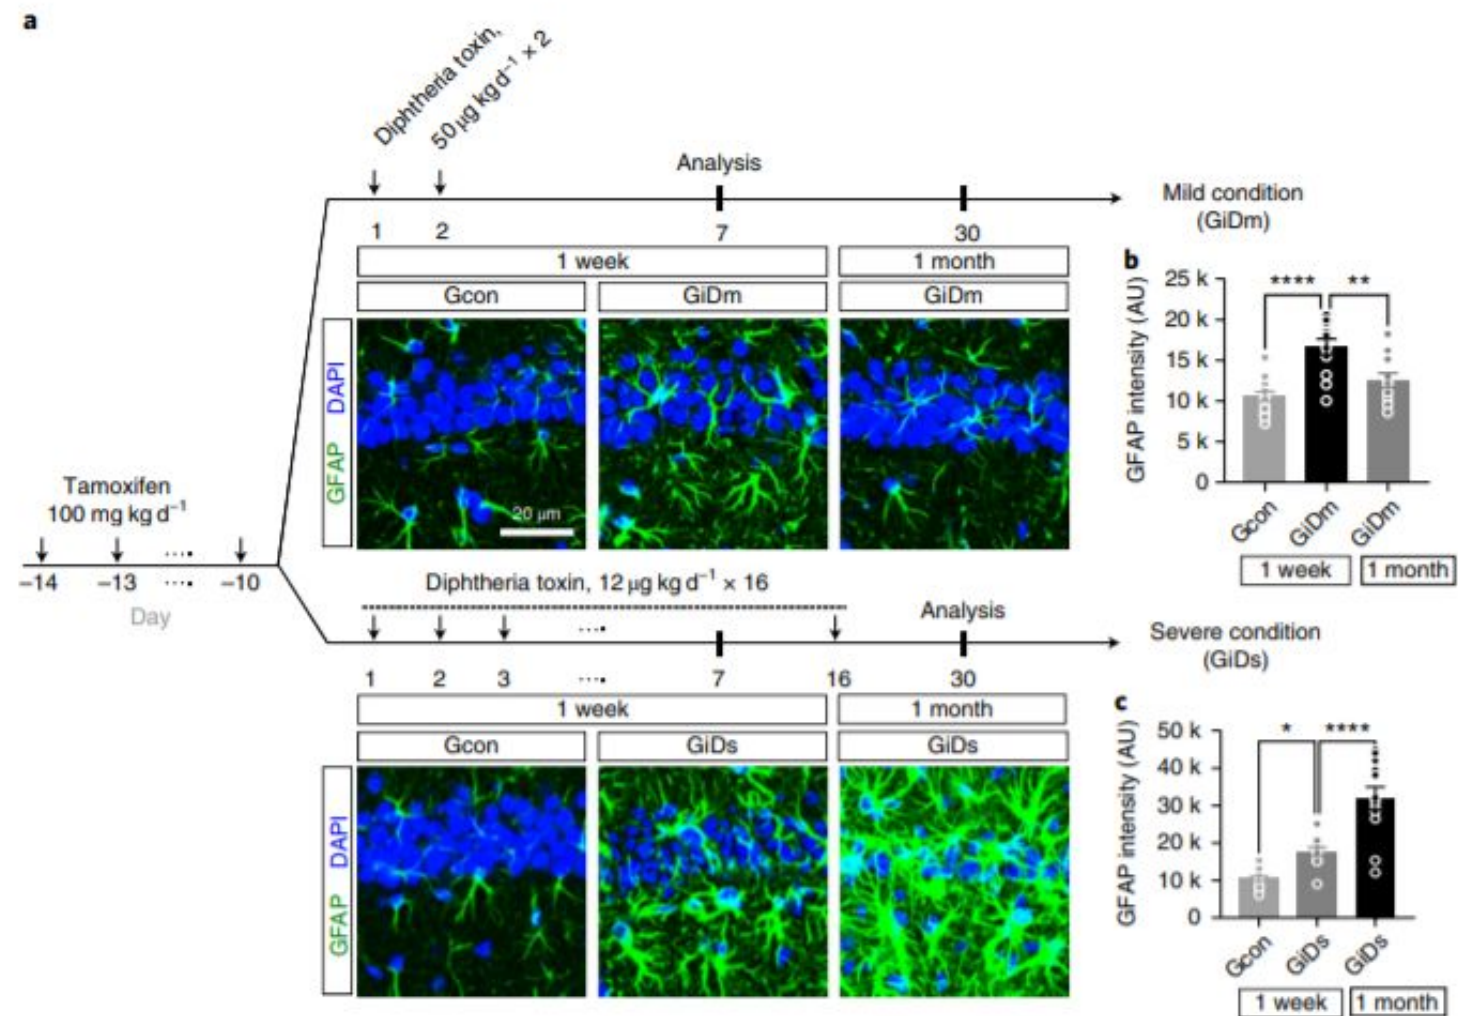 a
Diphtheria toxin,
50 µg kg d⁻¹ × 2
Analysis
Mild condition
(GiDm)
1 2 7 30
1 week 1 month
Gcon GiDm GiDm
GFAP DAPI
20 µm
b
GFAP intensity (AU)
25 k
20 k
15 k
10 k
5 k
0
**** **
Gcon GiDm GiDm
1 week 1 month
Tamoxifen
100 mg kg d⁻¹
−14 −13 ···· −10
Day
Diphtheria toxin, 12 µg kg d⁻¹ × 16
Analysis
Severe condition
(GiDs)
1 2 3 ···· 7 16 30
1 week 1 month
Gcon GiDs GiDs
GFAP DAPI
c
GFAP intensity (AU)
50 k
40 k
30 k
20 k
10 k
0
* ****
Gcon GiDs GiDs
1 week 1 month